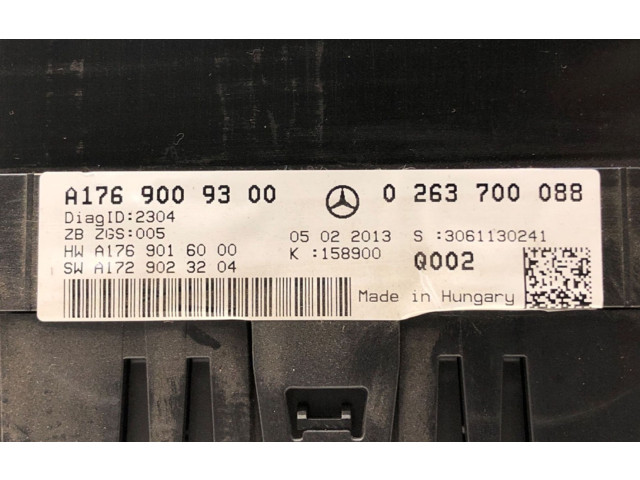 A176 900 93 00 0 263 700 088
DiagID:2304
ZB ZGS:005 05 02 2013 S :3061130241
HW A176 901 60 00 K :158900 Q002
SW A172 902 32 04
Made in Hungary